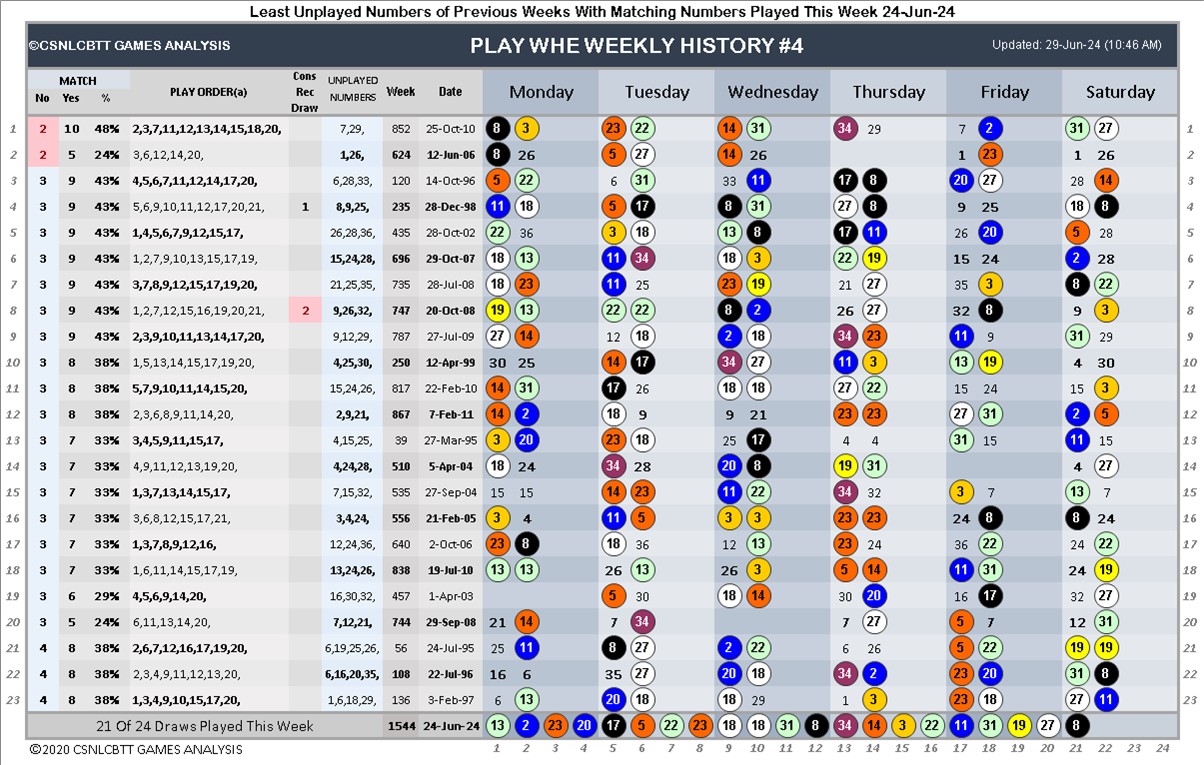 Least Unplayed Numbers of Previous Weeks With Matching Numbers Played This Week 24-Jun-24
©CSNLCBTT GAMES ANALYSIS PLAY WHE WEEKLY HISTORY #4 Updated: 29-Jun-24 (10:46 AM)
MATCH No Yes % PLAY ORDER(a) Cons Rec Draw UNPLAYED NUMBERS Week Date Monday Tuesday Wednesday Thursday Friday Saturday
1 2 10 48% 2,3,7,11,12,13,14,15,18,20, 7,29, 852 25-Oct-10 8 3 23 22 14 31 34 29 7 2 31 27 1
2 2 5 24% 3,6,12,14,20, 1,26, 624 12-Jun-06 8 26 5 27 14 26 1 23 1 26 2
3 3 9 43% 4,5,6,7,11,12,14,17,20, 6,28,33, 120 14-Oct-96 5 22 6 31 33 11 17 8 20 27 28 14 3
4 3 9 43% 5,6,9,10,11,12,17,20,21, 1 8,9,25, 235 28-Dec-98 11 18 5 17 8 31 27 8 9 25 18 8 4
5 3 9 43% 1,4,5,6,7,9,12,15,17, 26,28,36, 435 28-Oct-02 22 36 3 18 13 8 17 11 26 20 5 28 5
6 3 9 43% 1,2,7,9,10,13,15,17,19, 15,24,28, 696 29-Oct-07 18 13 11 34 18 3 22 19 15 24 2 28 6
7 3 9 43% 3,7,8,9,12,15,17,19,20, 21,25,35, 735 28-Jul-08 18 23 11 25 23 19 21 27 35 3 8 22 7
8 3 9 43% 1,2,7,12,15,16,19,20,21, 2 9,26,32, 747 20-Oct-08 19 13 22 22 8 2 26 27 32 8 9 3 8
9 3 9 43% 2,3,9,10,11,13,14,17,20, 9,12,29, 787 27-Jul-09 27 14 12 18 2 18 34 23 11 9 31 29 9
10 3 8 38% 1,5,13,14,15,17,19,20, 4,25,30, 250 12-Apr-99 30 25 14 17 34 27 11 3 13 19 4 30 10
11 3 8 38% 5,7,9,10,11,14,15,20, 15,24,26, 817 22-Feb-10 14 31 17 26 18 18 27 22 15 24 15 3 11
12 3 8 38% 2,3,6,8,9,11,14,20, 2,9,21, 867 7-Feb-11 14 2 18 9 9 21 23 23 27 31 2 5 12
13 3 7 33% 3,4,5,9,11,15,17, 4,15,25, 39 27-Mar-95 3 20 23 18 25 17 4 4 31 15 11 15 13
14 3 7 33% 4,9,11,12,13,19,20, 4,24,28, 510 5-Apr-04 18 24 34 28 20 8 19 31 4 27 14
15 3 7 33% 1,3,7,13,14,15,17, 7,15,32, 535 27-Sep-04 15 15 14 23 11 22 34 32 3 7 13 7 15
16 3 7 33% 3,6,8,12,15,17,21, 3,4,24, 556 21-Feb-05 3 4 11 5 3 3 23 23 24 8 8 24 16
17 3 7 33% 1,3,7,8,9,12,16, 12,24,36, 640 2-Oct-06 23 8 18 36 12 13 23 24 36 22 24 22 17
18 3 7 33% 1,6,11,14,15,17,19, 13,24,26, 838 19-Jul-10 13 13 26 13 26 3 5 14 11 31 24 19 18
19 3 6 29% 4,5,6,9,14,20, 16,30,32, 457 1-Apr-03 5 30 18 14 30 20 16 17 32 27 19
20 3 5 24% 6,11,13,14,20, 7,12,21, 744 29-Sep-08 21 14 7 34 7 27 5 7 12 31 20
21 4 8 38% 2,6,7,12,16,17,19,20, 6,19,25,26, 56 24-Jul-95 25 11 8 27 2 22 6 26 5 22 19 19 21
22 4 8 38% 2,3,4,9,11,12,13,20, 6,16,20,35, 108 22-Jul-96 16 6 35 27 20 18 34 2 23 20 31 8 22
23 4 8 38% 1,3,4,9,10,15,17,20, 1,6,18,29, 136 3-Feb-97 6 13 20 18 18 29 1 3 23 18 27 11 23
21 Of 24 Draws Played This Week 1544 24-Jun-24 13 2 23 20 17 5 22 23 18 18 31 8 34 14 3 22 11 31 19 27 8
©2020 CSNLCBTT GAMES ANALYSIS 1 2 3 4 5 6 7 8 9 10 11 12 13 14 15 16 17 18 19 20 21 22 23 24